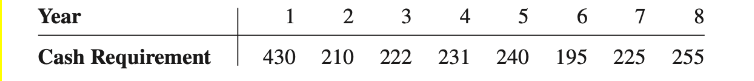 Year 1 2 3 4 5 6 7 8
Cash Requirement 430 210 222 231 240 195 225 255